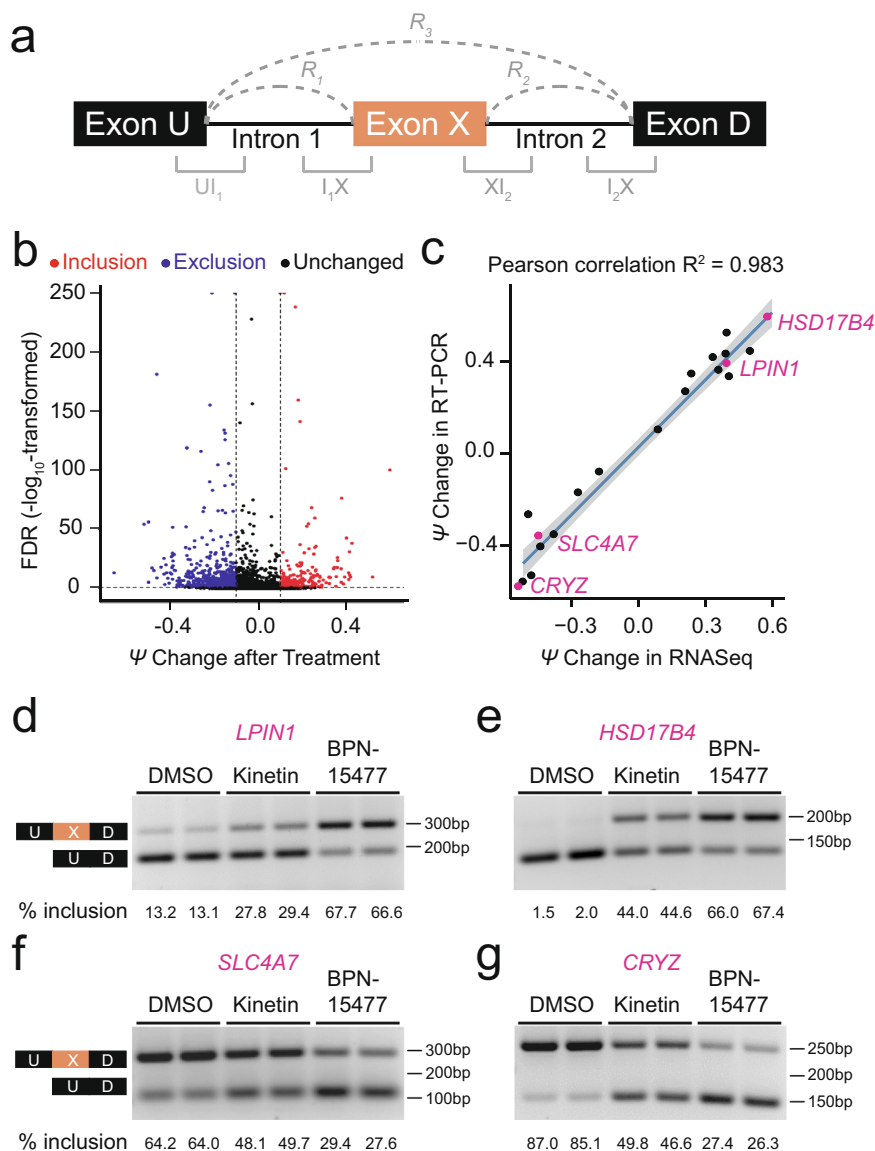 a
R3
R1
R2
Exon U
Exon X
Exon D
Intron 1
Intron 2
UI1
I1X
XI2
I2X
b
Inclusion
Exclusion
Unchanged
250
200
150
100
50
0
FDR (-log10-transformed)
-0.4
0.0
0.4
Ψ Change after Treatment
c
Pearson correlation R² = 0.983
HSD17B4
LPIN1
SLC4A7
CRYZ
0.4
0.0
−0.4
Ψ Change in RT-PCR
−0.3
0.0
0.3
0.6
Ψ Change in RNASeq
d
LPIN1
DMSO
Kinetin
BPN-
15477
U X D
U D
300bp
200bp
% inclusion
13.2 13.1 27.8 29.4 67.7 66.6
e
HSD17B4
DMSO
Kinetin
BPN-
15477
200bp
150bp
1.5 2.0 44.0 44.6 66.0 67.4
f
SLC4A7
DMSO
Kinetin
BPN-
15477
U X D
U D
300bp
200bp
100bp
% inclusion
64.2 64.0 48.1 49.7 29.4 27.6
g
CRYZ
DMSO
Kinetin
BPN-
15477
250bp
200bp
150bp
87.0 85.1 49.8 46.6 27.4 26.3